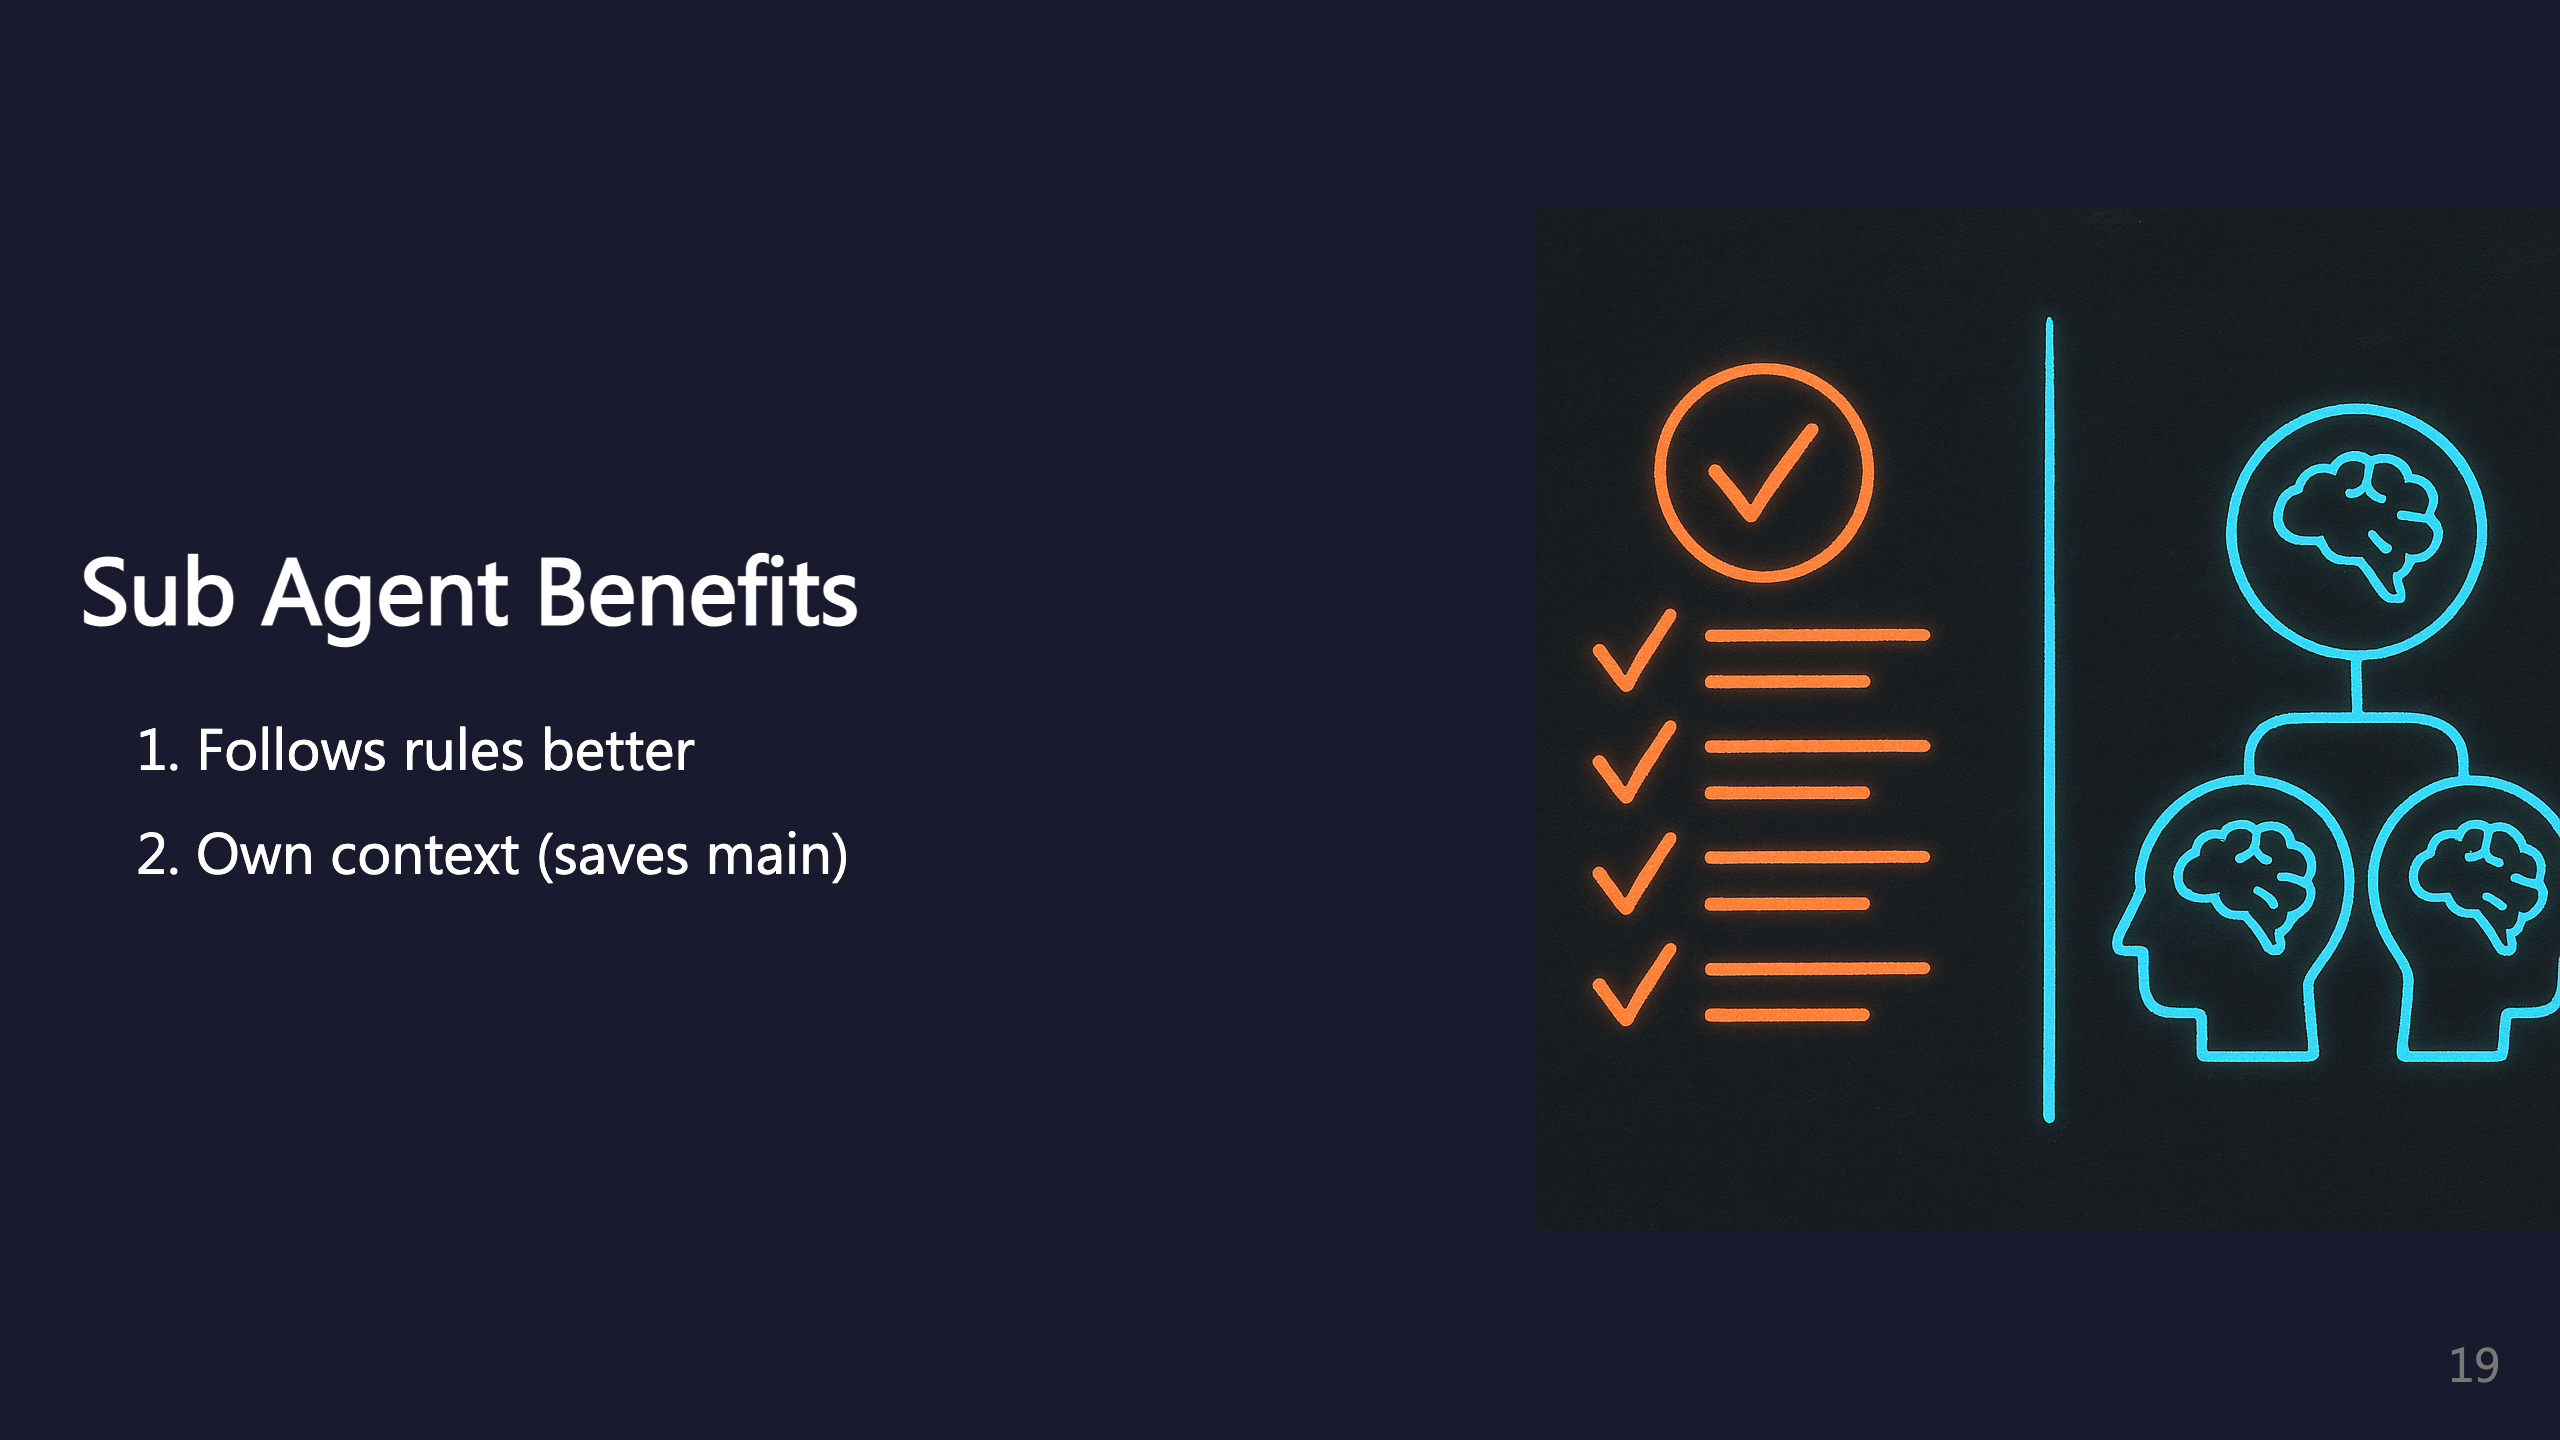 Sub Agent Benefits
1. Follows rules better
2. Own context (saves main)
19